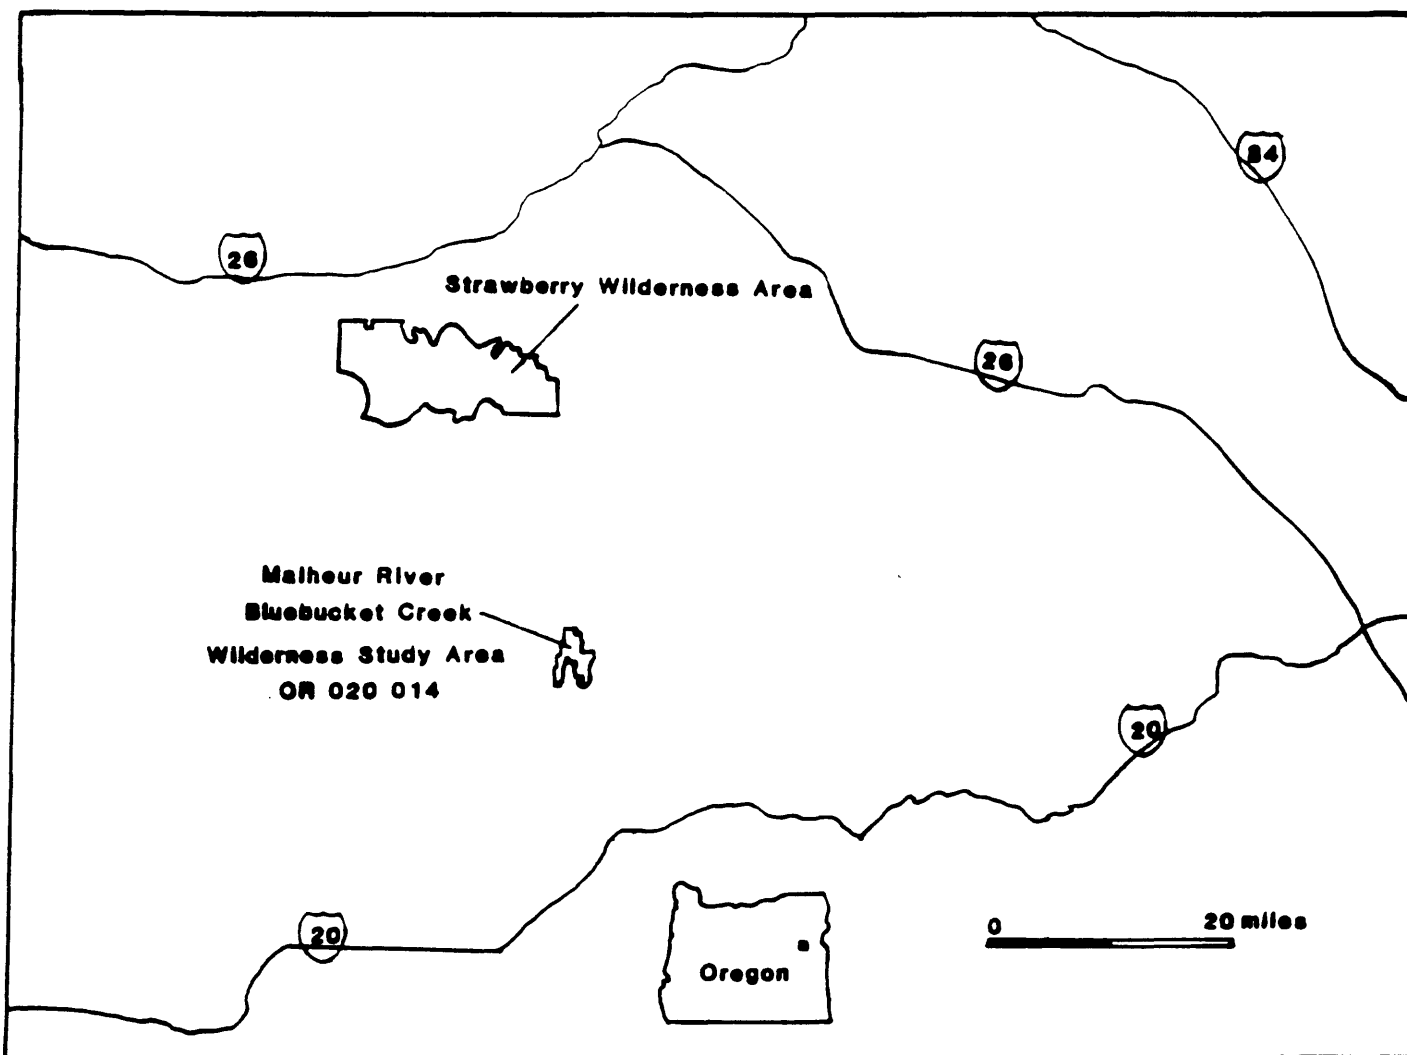 84
26
Strawberry Wilderness Area
26
Malheur River
Bluebucket Creek
Wilderness Study Area
OR 020 014
20
20
0 20 miles
Oregon